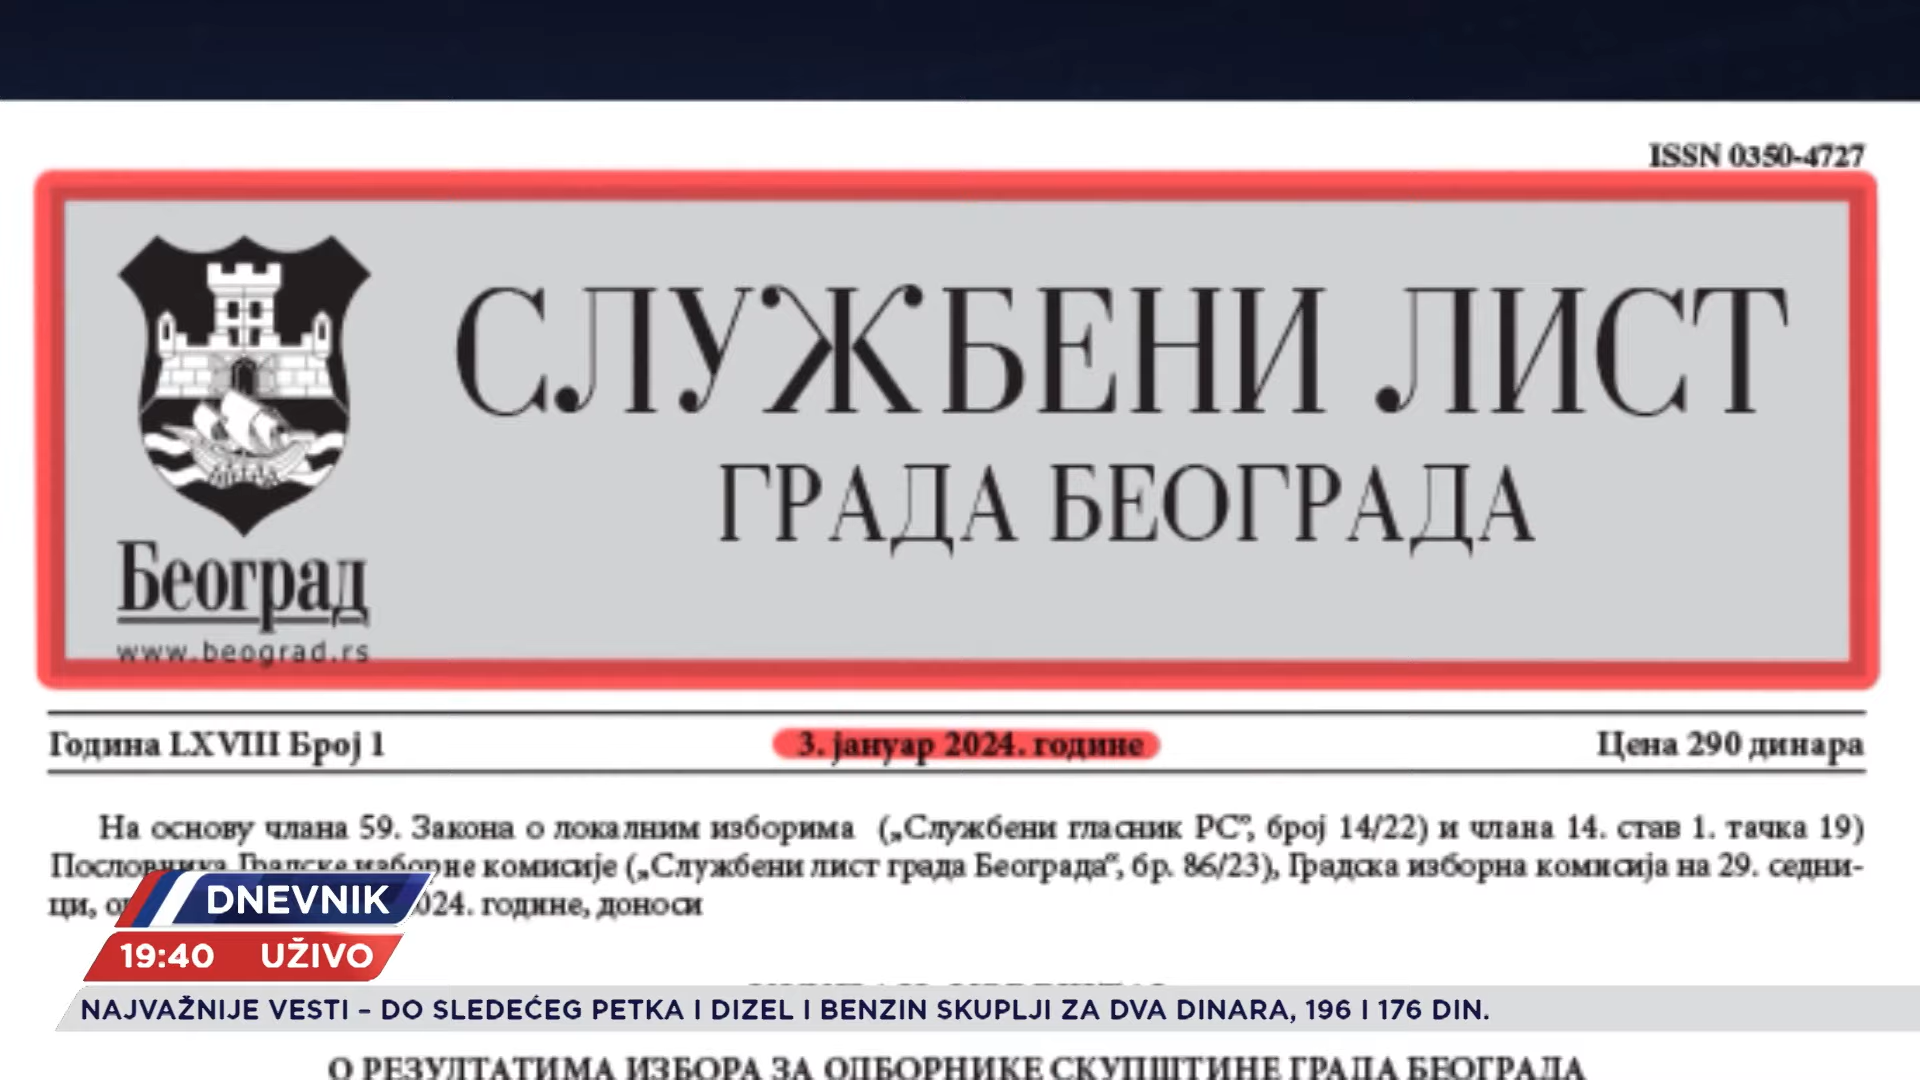 ISSN 0350-4727
СЛУЖБЕНИ ЛИСТ
ГРАДА БЕОГРАДА
Београд
www.beograd.rs
Година LXVIII Број 1
3. јануар 2024. године
Цена 290 динара
На основу члана 59. Закона о локалним изборима („Службени гласник РС”, број 14/22) и члана 14. став 1. тачка 19)
Пословника Градске изборне комисије („Службени лист града Београда“, бр. 86/23), Градска изборна комисија на 29. седни-
ци, 024. године, доноси
DNEVNIK
19:40 UŽIVO
NAJVAŽNIJE VESTI – DO SLEDEĆEG PETKA I DIZEL I BENZIN SKUPLJI ZA DVA DINARA, 196 I 176 DIN.
О РЕЗУЛТАТИМА ИЗБОРА ЗА ОДБОРНИКЕ СКУПШТИНЕ ГРАДА БЕОГРАДА